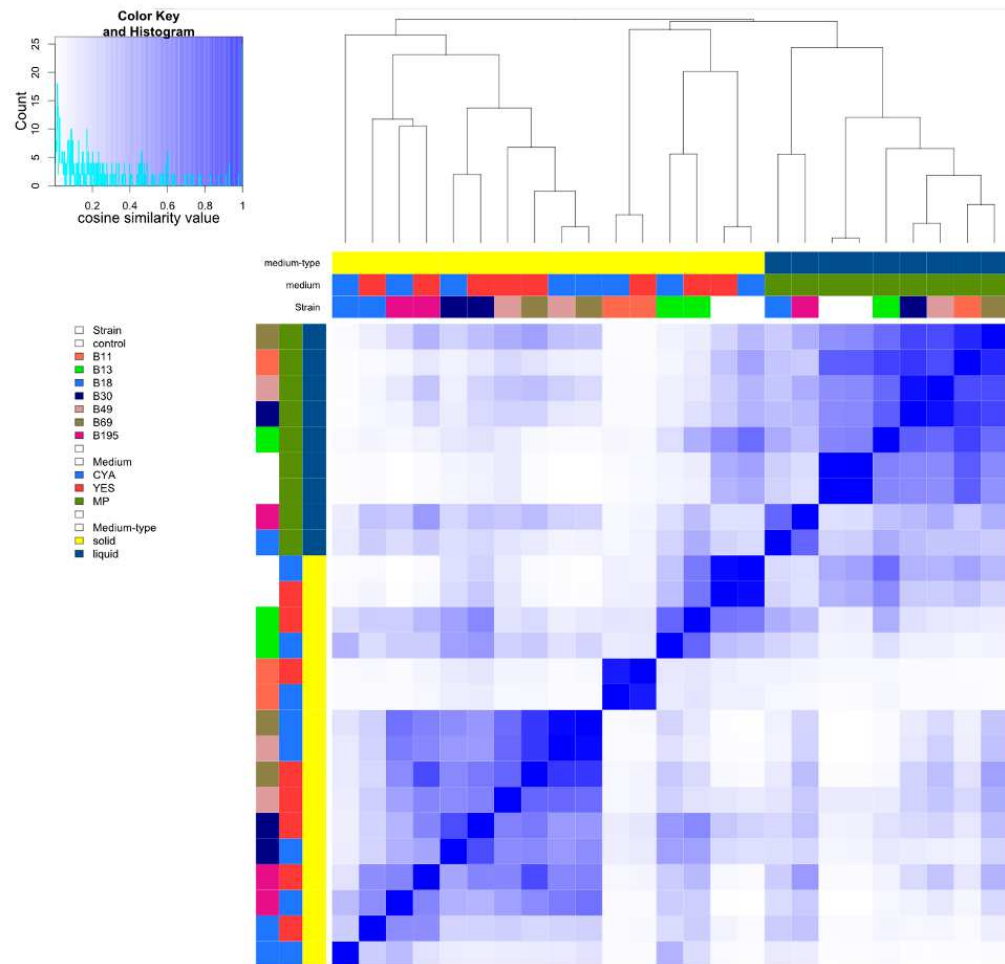 Color Key
and Histogram
Count
0
5
10
15
20
25
0.2
0.4
0.6
0.8
1
cosine similarity value
medium-type
medium
Strain
Strain
control
B11
B13
B18
B30
B49
B69
B195
Medium
CYA
YES
MP
Medium-type
solid
liquid